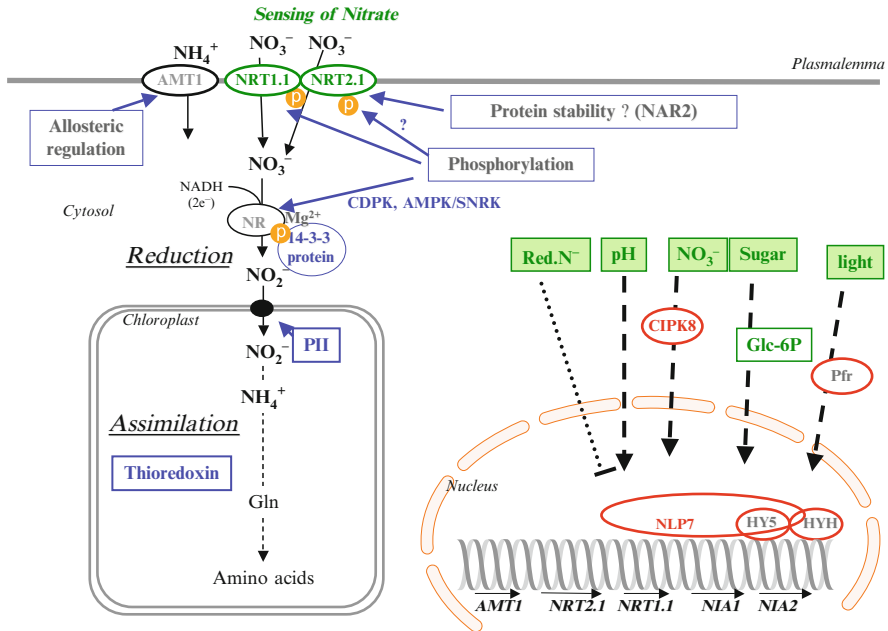 Sensing of Nitrate
NH₄⁺
NO₃⁻
NO₃⁻
Plasmalemma
AMT1
NRT1.1
NRT2.1
p
p
Allosteric
regulation
Protein stability ? (NAR2)
?
Phosphorylation
NO₃⁻
NADH
(2e⁻)
CDPK, AMPK/SNRK
Cytosol
NR
Mg²⁺
p
14-3-3
protein
Reduction
NO₂⁻
Chloroplast
PII
NO₂⁻
NH₄⁺
Assimilation
Thioredoxin
Gln
Amino acids
Red.N⁻
pH
NO₃⁻
Sugar
light
CIPK8
Glc-6P
Pfr
Nucleus
NLP7
HY5
HYH
AMT1
NRT2.1
NRT1.1
NIA1
NIA2